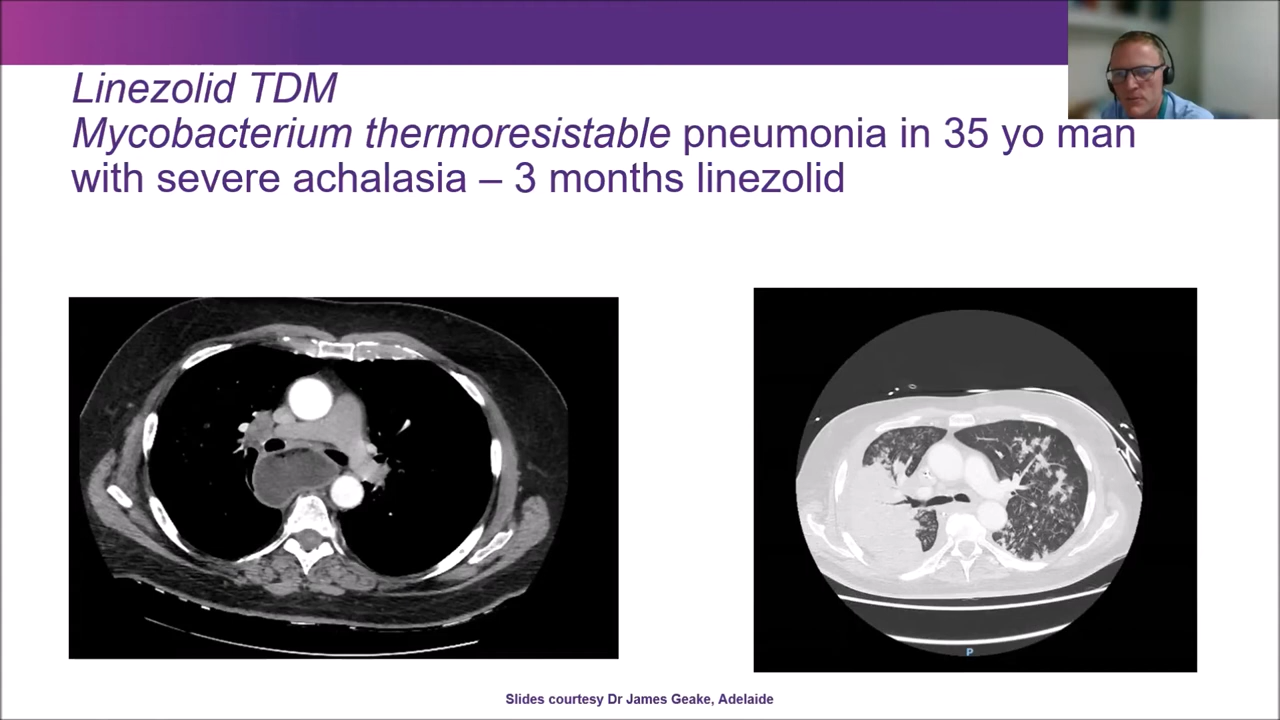 Linezolid TDM
Mycobacterium thermoresistable pneumonia in 35 yo man
with severe achalasia – 3 months linezolid
P
Slides courtesy Dr James Geake, Adelaide